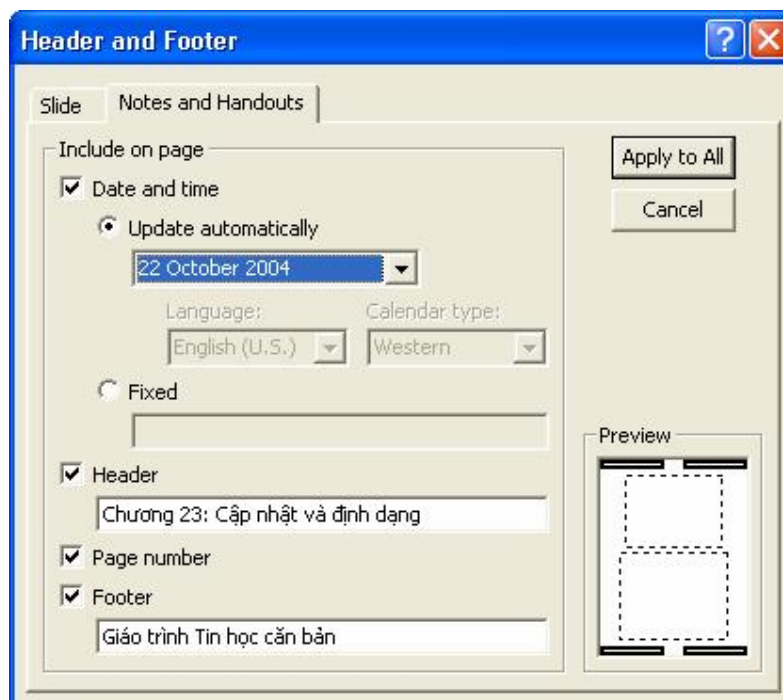 Header and Footer
Slide
Notes and Handouts
Include on page
Date and time
Update automatically
22 October 2004
Language:
Calendar type:
English (U.S.)
Western
Fixed
Header
Chương 23: Cập nhật và định dạng
Page number
Footer
Giáo trình Tin học căn bản
Apply to All
Cancel
Preview